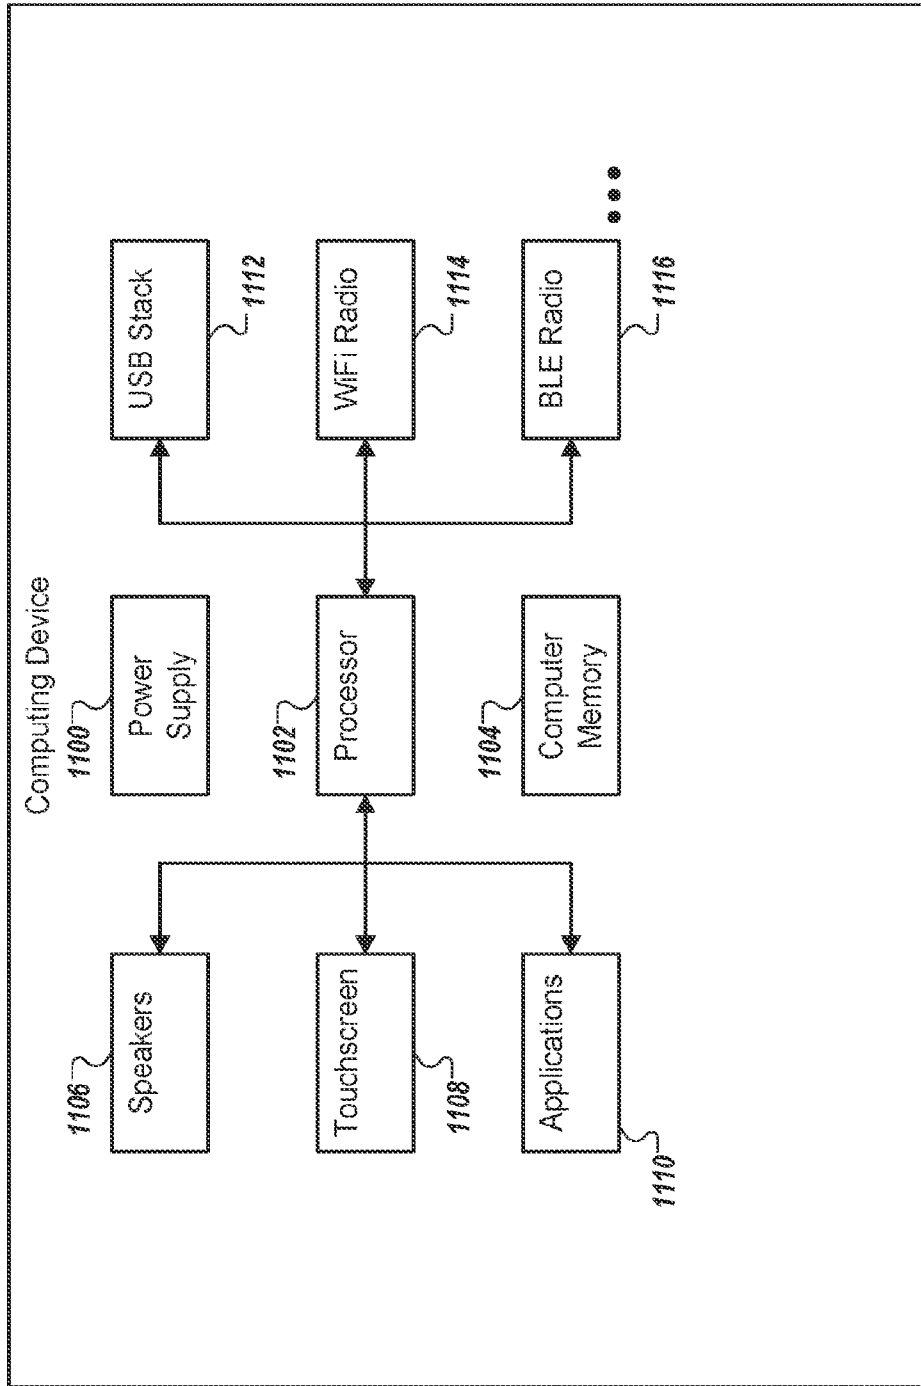 Computing Device
1106
Speakers
1100
Power
Supply
USB Stack
1112
Touchscreen
1108
1102
Processor
WiFi Radio
1114
Applications
1110
1104
Computer
Memory
BLE Radio
1116